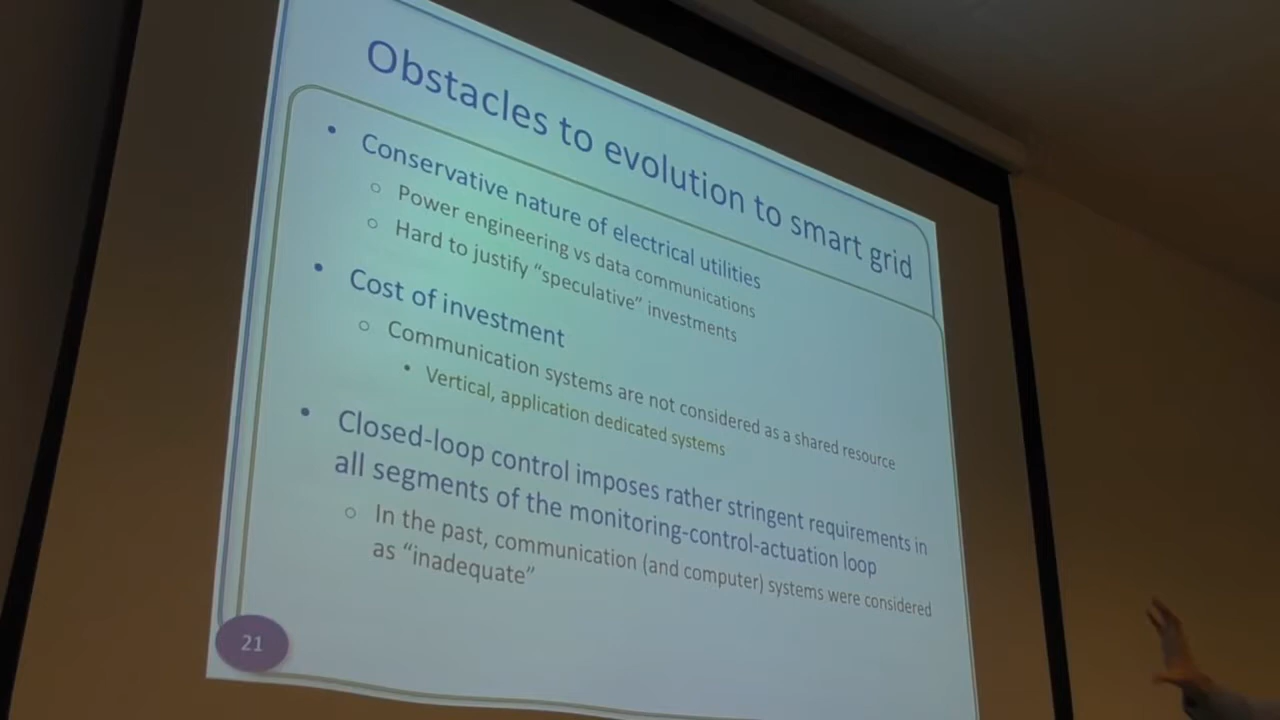 Obstacles to evolution to smart grid
• Conservative nature of electrical utilities
○ Power engineering vs data communications
○ Hard to justify “speculative” investments
• Cost of investment
○ Communication systems are not considered as a shared resource
• Vertical, application dedicated systems
• Closed-loop control imposes rather stringent requirements in
all segments of the monitoring-control-actuation loop
○ In the past, communication (and computer) systems were considered
as “inadequate”
21